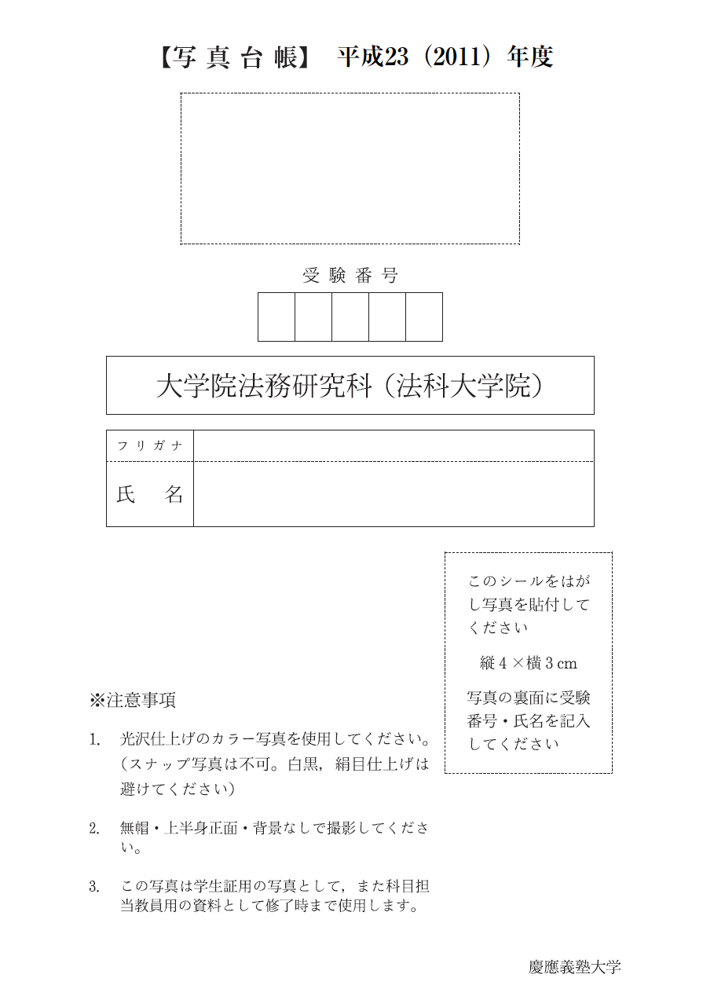 【写真台帳】 平成23（2011）年度
受験番号
大学院法務研究科（法科大学院）
フリガナ
氏 名
このシールをはが
し写真を貼付して
ください
縦4×横3cm
写真の裏面に受験
番号・氏名を記入
してください
※注意事項
1. 光沢仕上げのカラー写真を使用してください。
（スナップ写真は不可。白黒，絹目仕上げは
避けてください）
2. 無帽・上半身正面・背景なしで撮影してくださ
い。
3. この写真は学生証用の写真として，また科目担
当教員用の資料として修了時まで使用します。
慶應義塾大学